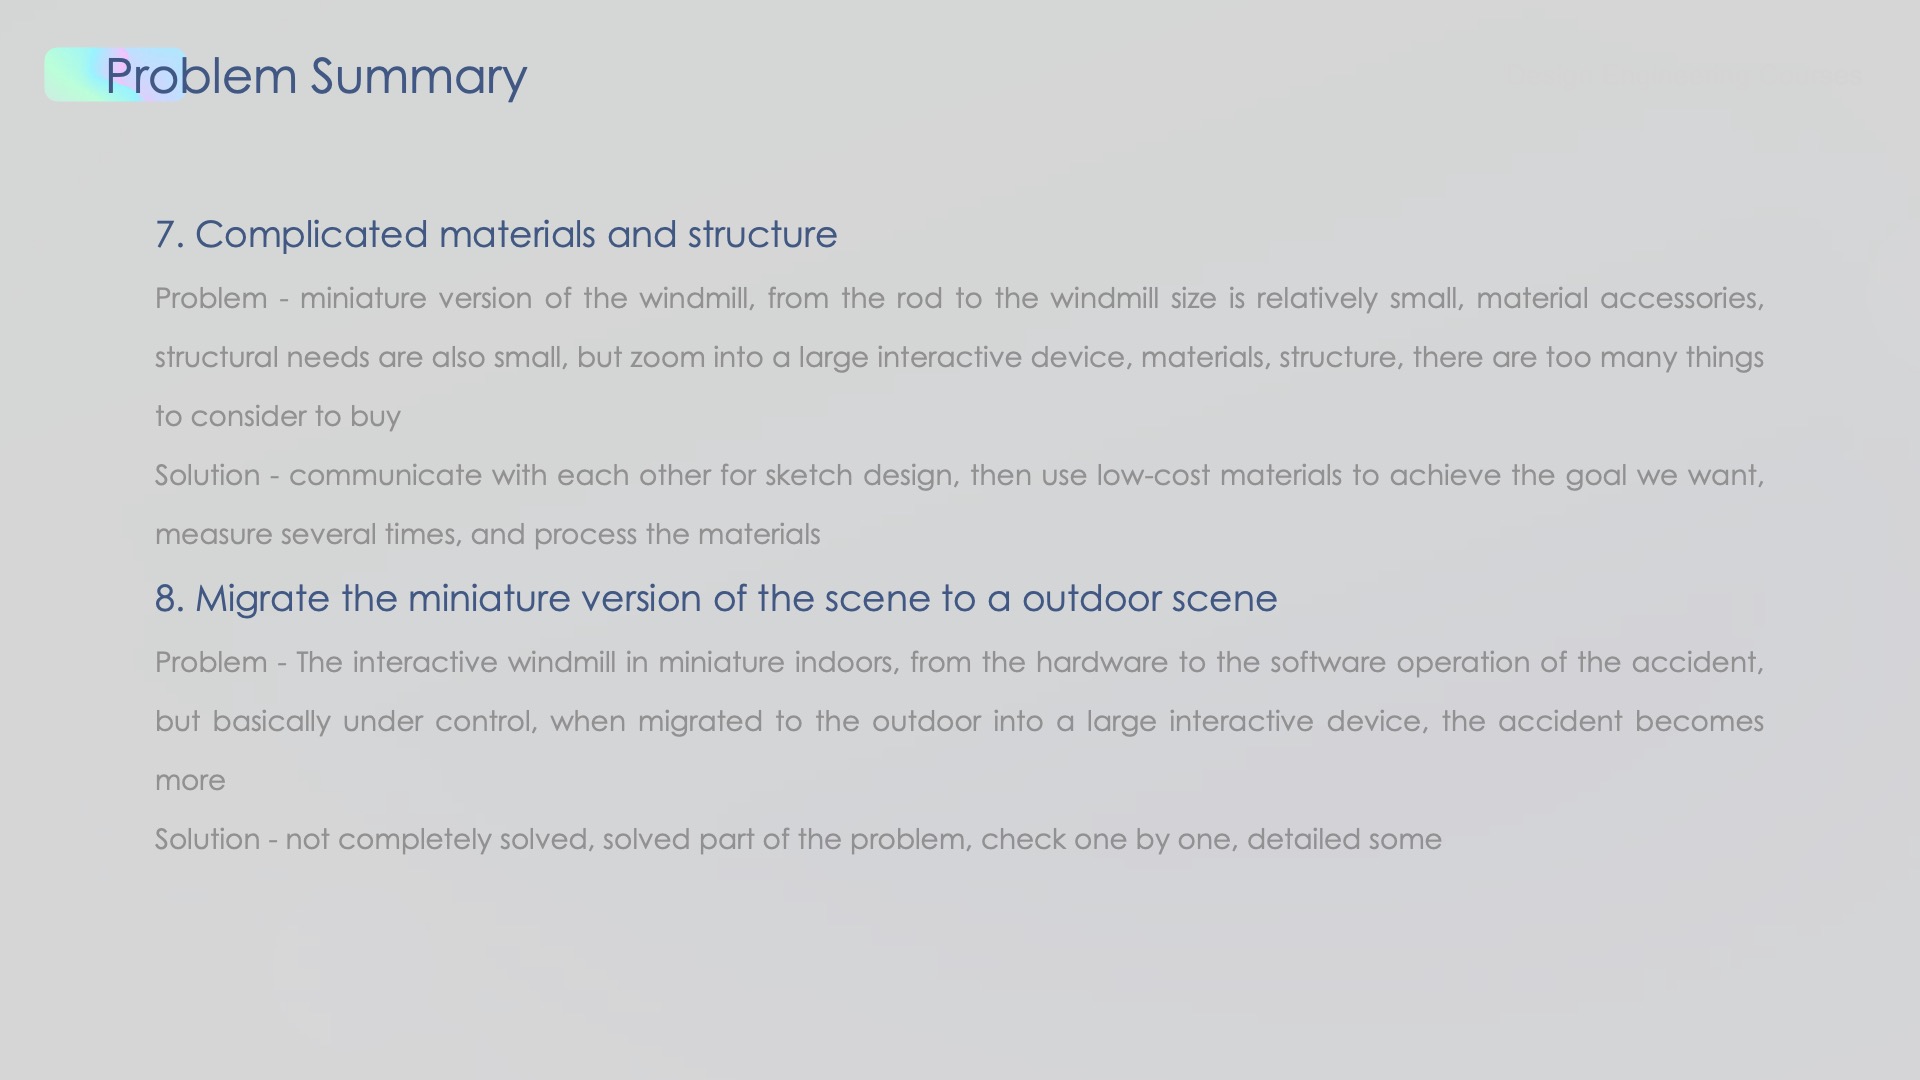 Problem Summary
7. Complicated materials and structure
Problem - miniature version of the windmill, from the rod to the windmill size is relatively small, material accessories,
structural needs are also small, but zoom into a large interactive device, materials, structure, there are too many things
to consider to buy
Solution - communicate with each other for sketch design, then use low-cost materials to achieve the goal we want,
measure several times, and process the materials
8. Migrate the miniature version of the scene to a outdoor scene
Problem - The interactive windmill in miniature indoors, from the hardware to the software operation of the accident,
but basically under control, when migrated to the outdoor into a large interactive device, the accident becomes
more
Solution - not completely solved, solved part of the problem, check one by one, detailed some